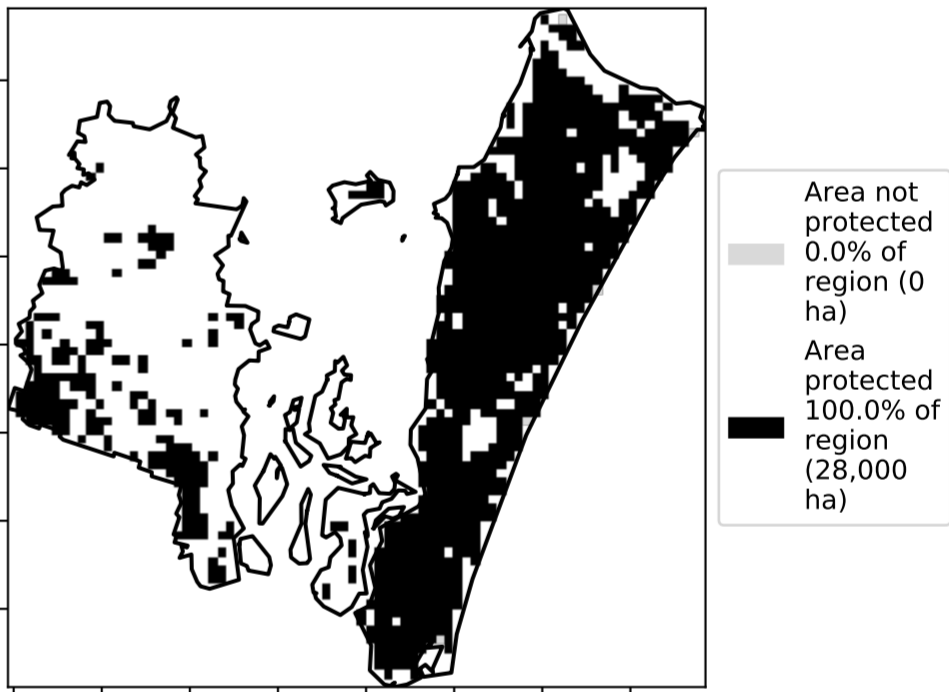 Area not
protected
0.0% of
region (0
ha)
Area
protected
100.0% of
region
(28,000
ha)